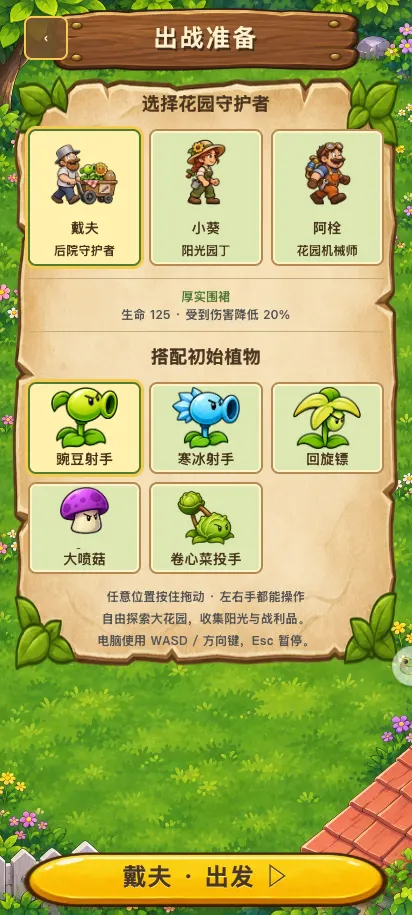 出战准备
选择花园守护者
戴夫
后院守护者
小葵
阳光园丁
阿栓
花园机械师
厚实围裙
生命 125 · 受到伤害降低 20%
搭配初始植物
豌豆射手
寒冰射手
回旋镖
大喷菇
卷心菜投手
任意位置按住拖动 · 左右手都能操作
自由探索大花园，收集阳光与战利品。
电脑使用 WASD / 方向键，Esc 暂停。
戴夫 · 出发 ▷